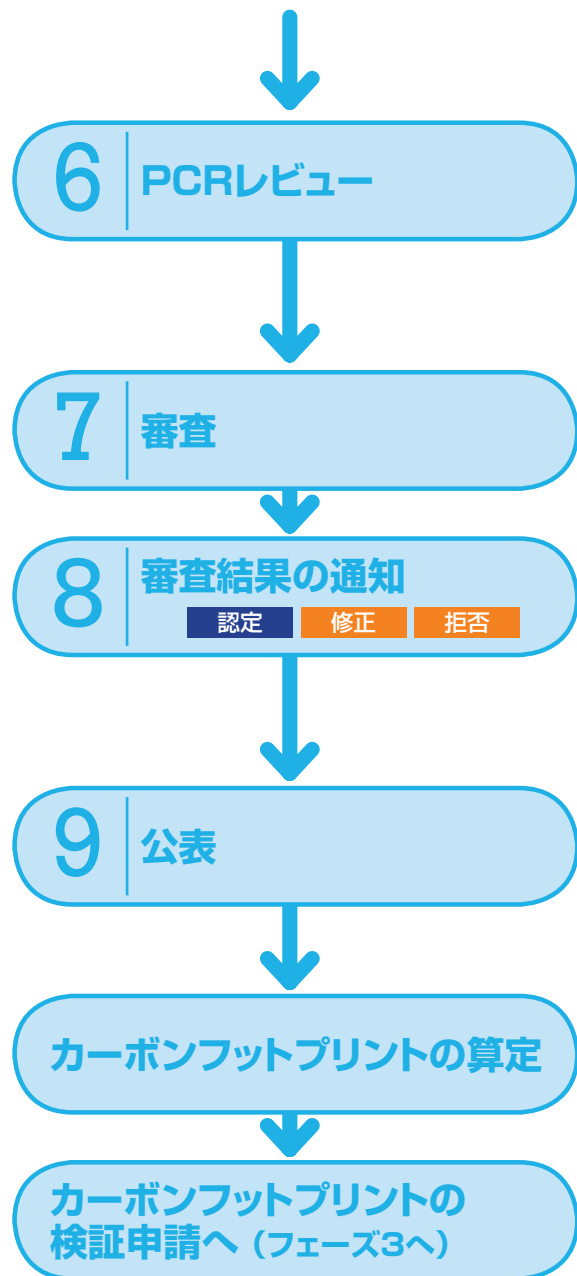 6 PCRレビュー
7 審査
8 審査結果の通知
認定 修正 拒否
9 公表
カーボンフットプリントの算定
カーボンフットプリントの
検証申請へ（フェーズ3へ）